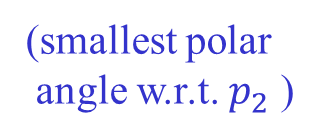 (smallest polar
angle w.r.t. p₂ )